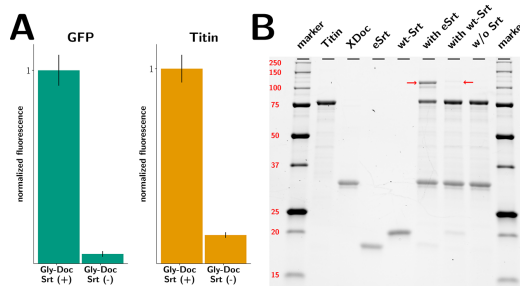 A
GFP
Titin
normalized fluorescence
1
Gly-Doc
Srt (+)
Gly-Doc
Srt (-)
normalized fluorescence
1
Gly-Doc
Srt (+)
Gly-Doc
Srt (-)
B
marker
Titin
XDoc
eSrt
wt-Srt
with eSrt
with wt-Srt
w/o Srt
marker
250
150
100
75
50
37
25
20
15